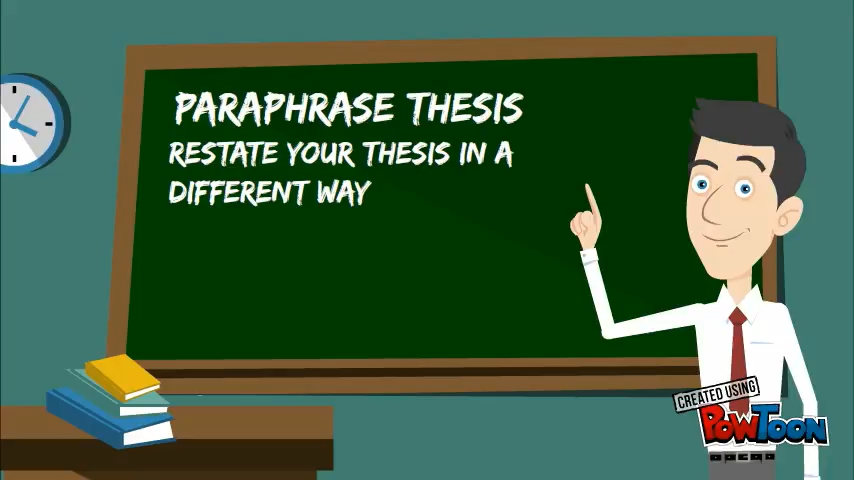 PARAPHRASE THESIS
RESTATE YOUR THESIS IN A
DIFFERENT WAY
CREATED USING
POWTOON